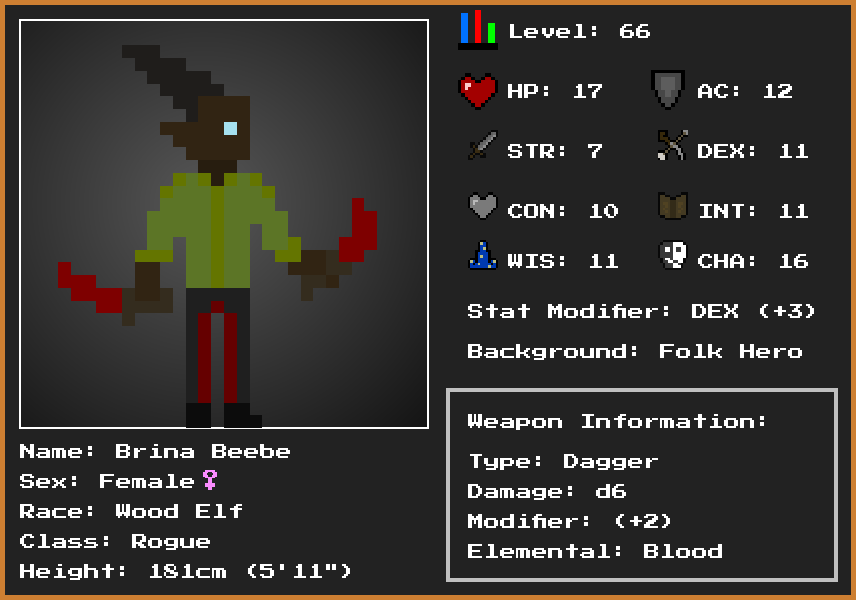 Level: 66
HP: 17
AC: 12
STR: 7
DEX: 11
CON: 10
INT: 11
WIS: 11
CHA: 16
Stat Modifier: DEX (+3)
Background: Folk Hero
Name: Brina Beebe
Sex: Female♀
Race: Wood Elf
Class: Rogue
Height: 181cm (5'11")
Weapon Information:
Type: Dagger
Damage: d6
Modifier: (+2)
Elemental: Blood